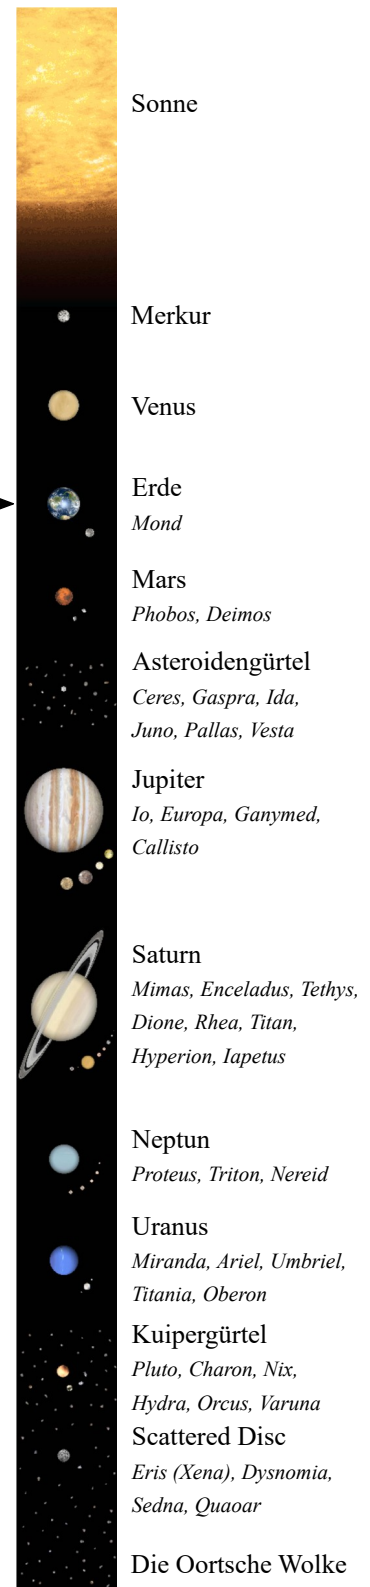 Sonne
Merkur
Venus
Erde
Mond
Mars
Phobos, Deimos
Asteroidengürtel
Ceres, Gaspra, Ida,
Juno, Pallas, Vesta
Jupiter
Io, Europa, Ganymed,
Callisto
Saturn
Mimas, Enceladus, Tethys,
Dione, Rhea, Titan,
Hyperion, Iapetus
Neptun
Proteus, Triton, Nereid
Uranus
Miranda, Ariel, Umbriel,
Titania, Oberon
Kuipergürtel
Pluto, Charon, Nix,
Hydra, Orcus, Varuna
Scattered Disc
Eris (Xena), Dysnomia,
Sedna, Quaoar
Die Oortsche Wolke